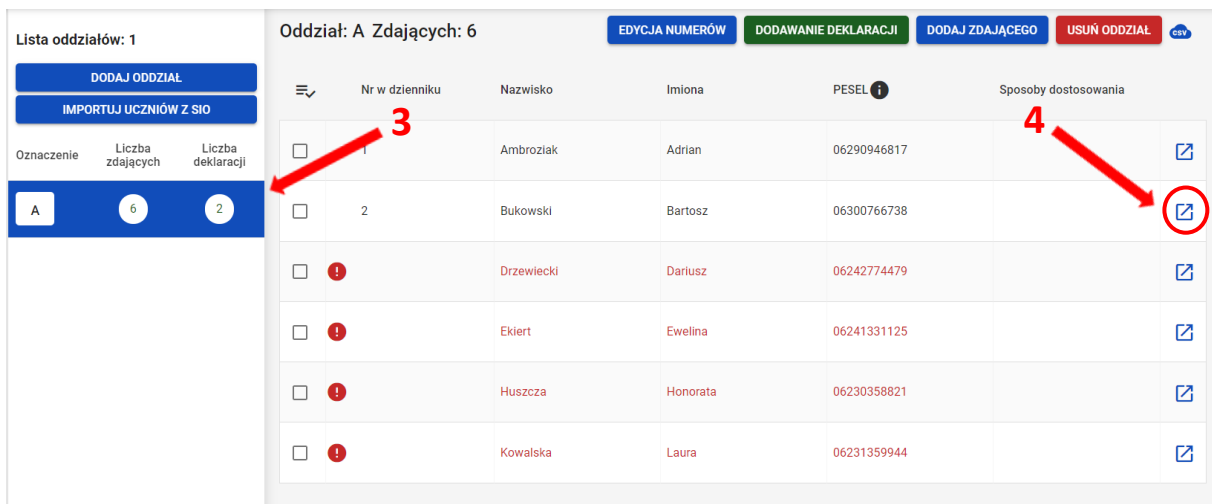 Lista oddziałów: 1
DODAJ ODDZIAŁ
IMPORTUJ UCZNIÓW Z SIO
Oznaczenie Liczba zdających Liczba deklaracji
A 6 2
Oddział: A Zdających: 6
EDYCJA NUMERÓW DODAWANIE DEKLARACJI DODAJ ZDAJĄCEGO USUŃ ODDZIAŁ CSV
Nr w dzienniku Nazwisko Imiona PESEL i Sposoby dostosowania
3 4
1 Ambroziak Adrian 06290946817
2 Bukowski Bartosz 06300766738
! Drzewiecki Dariusz 06242774479
! Ekiert Ewelina 06241331125
! Huszcza Honorata 06230358821
! Kowalska Laura 06231359944